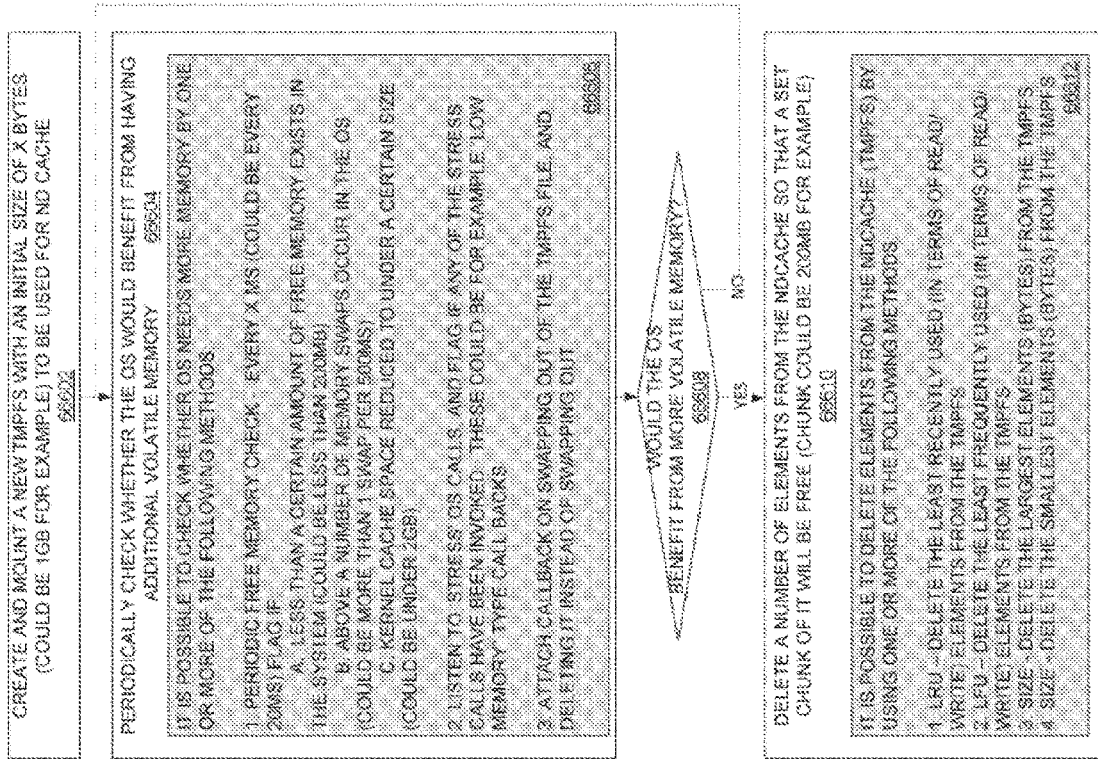 CREATE AND MOUNT A NEW TMPFS WITH AN INITIAL SIZE OF X BYTES
(COULD BE 1GB FOR EXAMPLE) TO BE USED FOR ND CACHE
66602
PERIODICALLY CHECK WHETHER THE OS WOULD BENEFIT FROM HAVING
ADDITIONAL VOLATILE MEMORY 66604
IT IS POSSIBLE TO CHECK WHETHER OS NEEDS MORE MEMORY BY ONE
OR MORE OF THE FOLLOWING METHODS
1. PERIODIC FREE MEMORY CHECK. EVERY X MS (COULD BE EVERY
20MS) FLAG IF
A. LESS THAN A CERTAIN AMOUNT OF FREE MEMORY EXISTS IN
THE SYSTEM (COULD BE LESS THAN 200MB)
B. ABOVE A NUMBER OF MEMORY SWAPS OCCUR IN THE OS
(COULD BE MORE THAN 1 SWAP PER 500MS)
C. KERNEL CACHE SPACE REDUCED TO UNDER A CERTAIN SIZE
(COULD BE UNDER 2GB)
2. LISTEN TO STRESS OS CALLS, AND FLAG IF ANY OF THE STRESS
CALLS HAVE BEEN INVOKED. THESE COULD BE FOR EXAMPLE 'LOW
MEMORY' TYPE CALL BACKS
3. ATTACH CALLBACK ON SWAPPING OUT OF THE TMPFS FILE, AND
DELETING IT INSTEAD OF SWAPPING OUT
66606
WOULD THE OS
BENEFIT FROM MORE VOLATILE MEMORY?
66608
NO
YES
DELETE A NUMBER OF ELEMENTS FROM THE NDCACHE SO THAT A SET
CHUNK OF IT WILL BE FREE (CHUNK COULD BE 200MB FOR EXAMPLE)
66610
IT IS POSSIBLE TO DELETE ELEMENTS FROM THE NDCACHE (TMPFS) BY
USING ONE OR MORE OF THE FOLLOWING METHODS
1. LRU - DELETE THE LEAST RECENTLY USED (IN TERMS OF READ/
WRITE) ELEMENTS FROM THE TMPFS
2. LFU - DELETE THE LEAST FREQUENTLY USED (IN TERMS OF READ/
WRITE) ELEMENTS FROM THE TMPFS
3. SIZE - DELETE THE LARGEST ELEMENTS (BYTES) FROM THE TMPFS
4. SIZE - DELETE THE SMALLEST ELEMENTS (BYTES) FROM THE TMPFS
66612